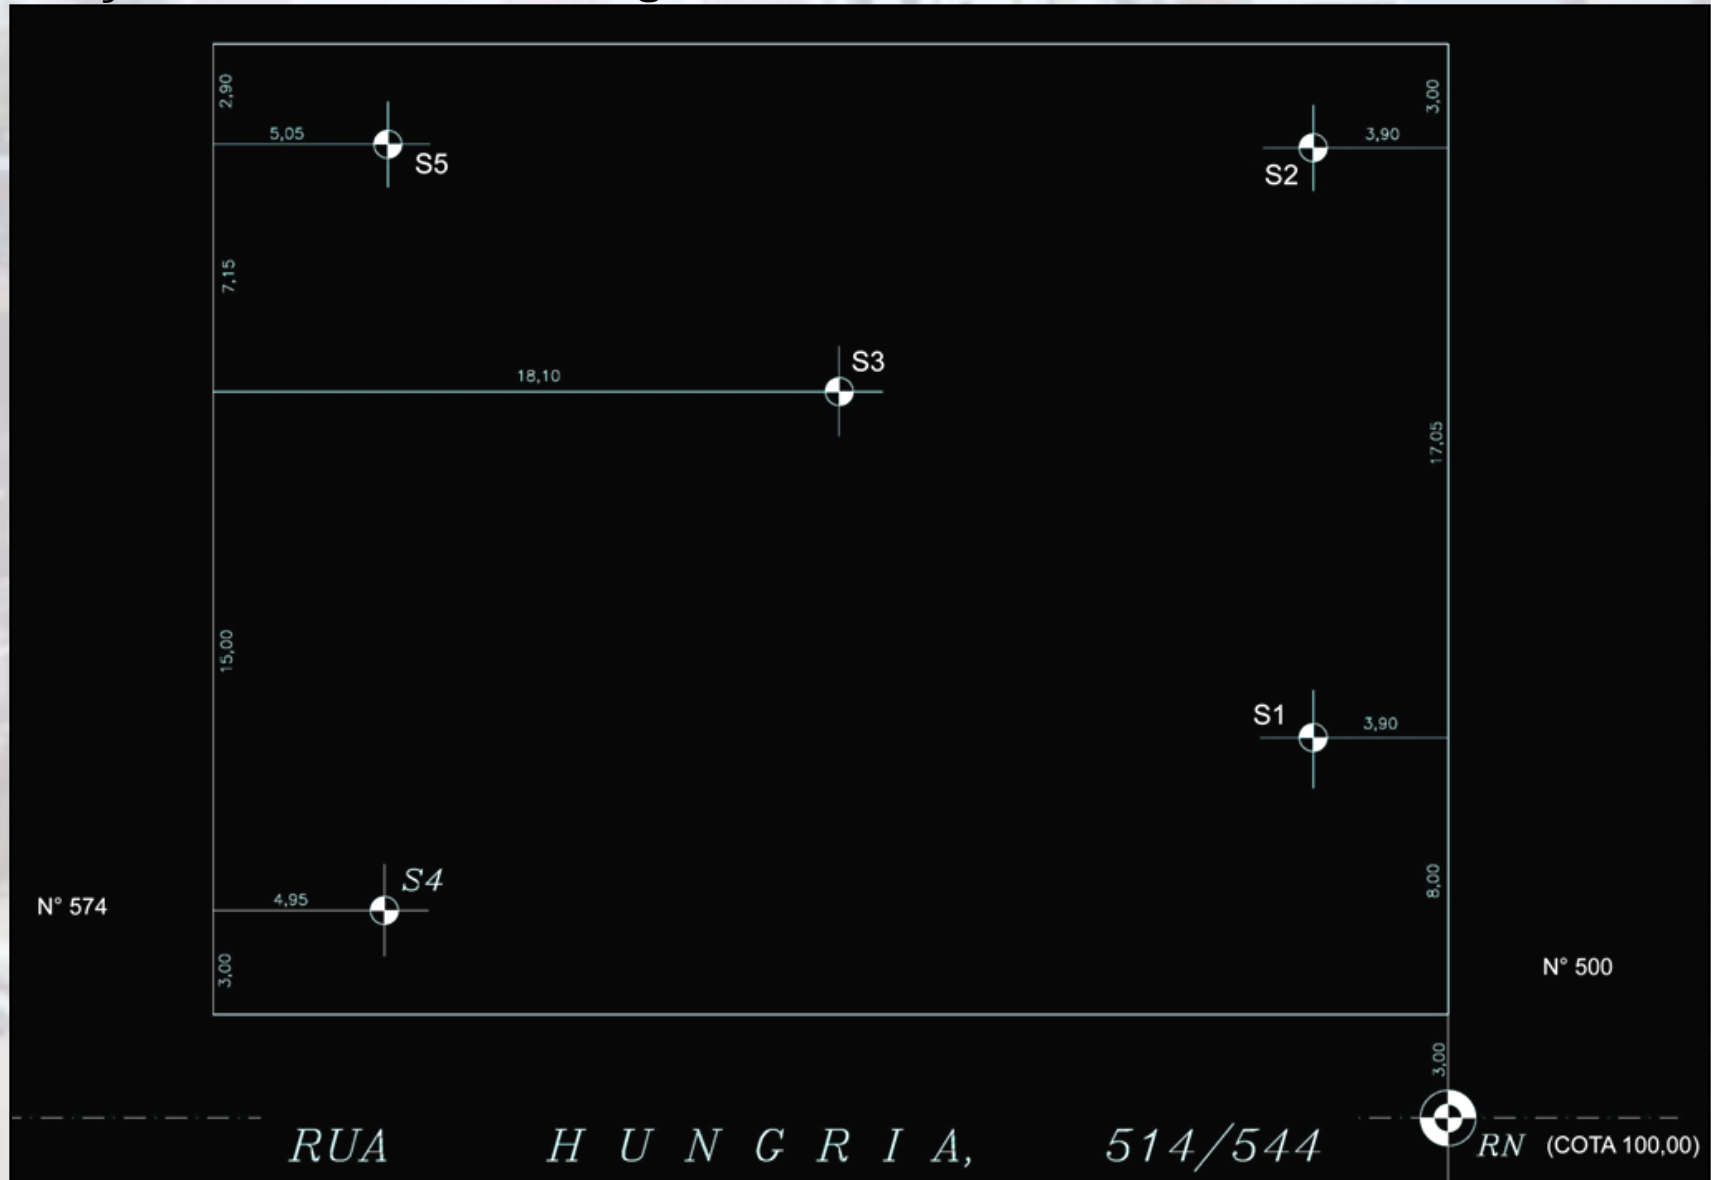 2,90
3,00
5,05
3,90
S5
S2
7,15
S3
18,10
17,05
15,00
S1
3,90
S4
4,95
8,00
N° 574
3,00
N° 500
3,00
RUA HUNGRIA, 514/544
RN (COTA 100,00)